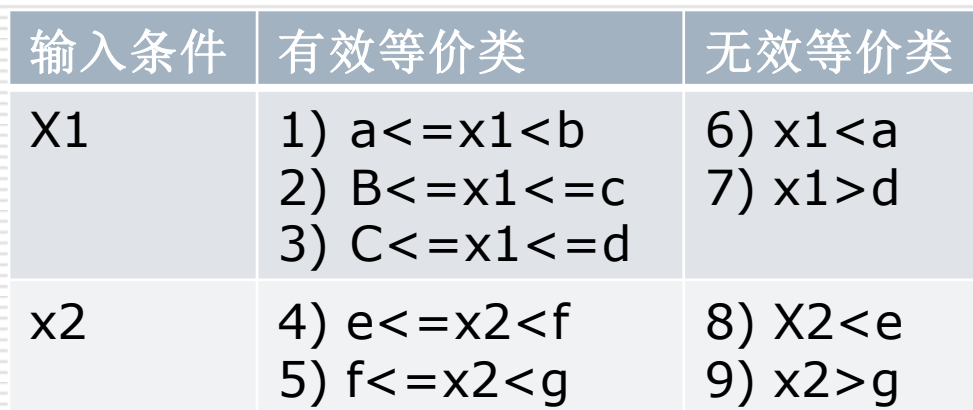 输入条件 有效等价类 无效等价类
X1 1) a<=x1<b 6) x1<a
2) B<=x1<=c 7) x1>d
3) C<=x1<=d
x2 4) e<=x2<f 8) X2<e
5) f<=x2<g 9) x2>g